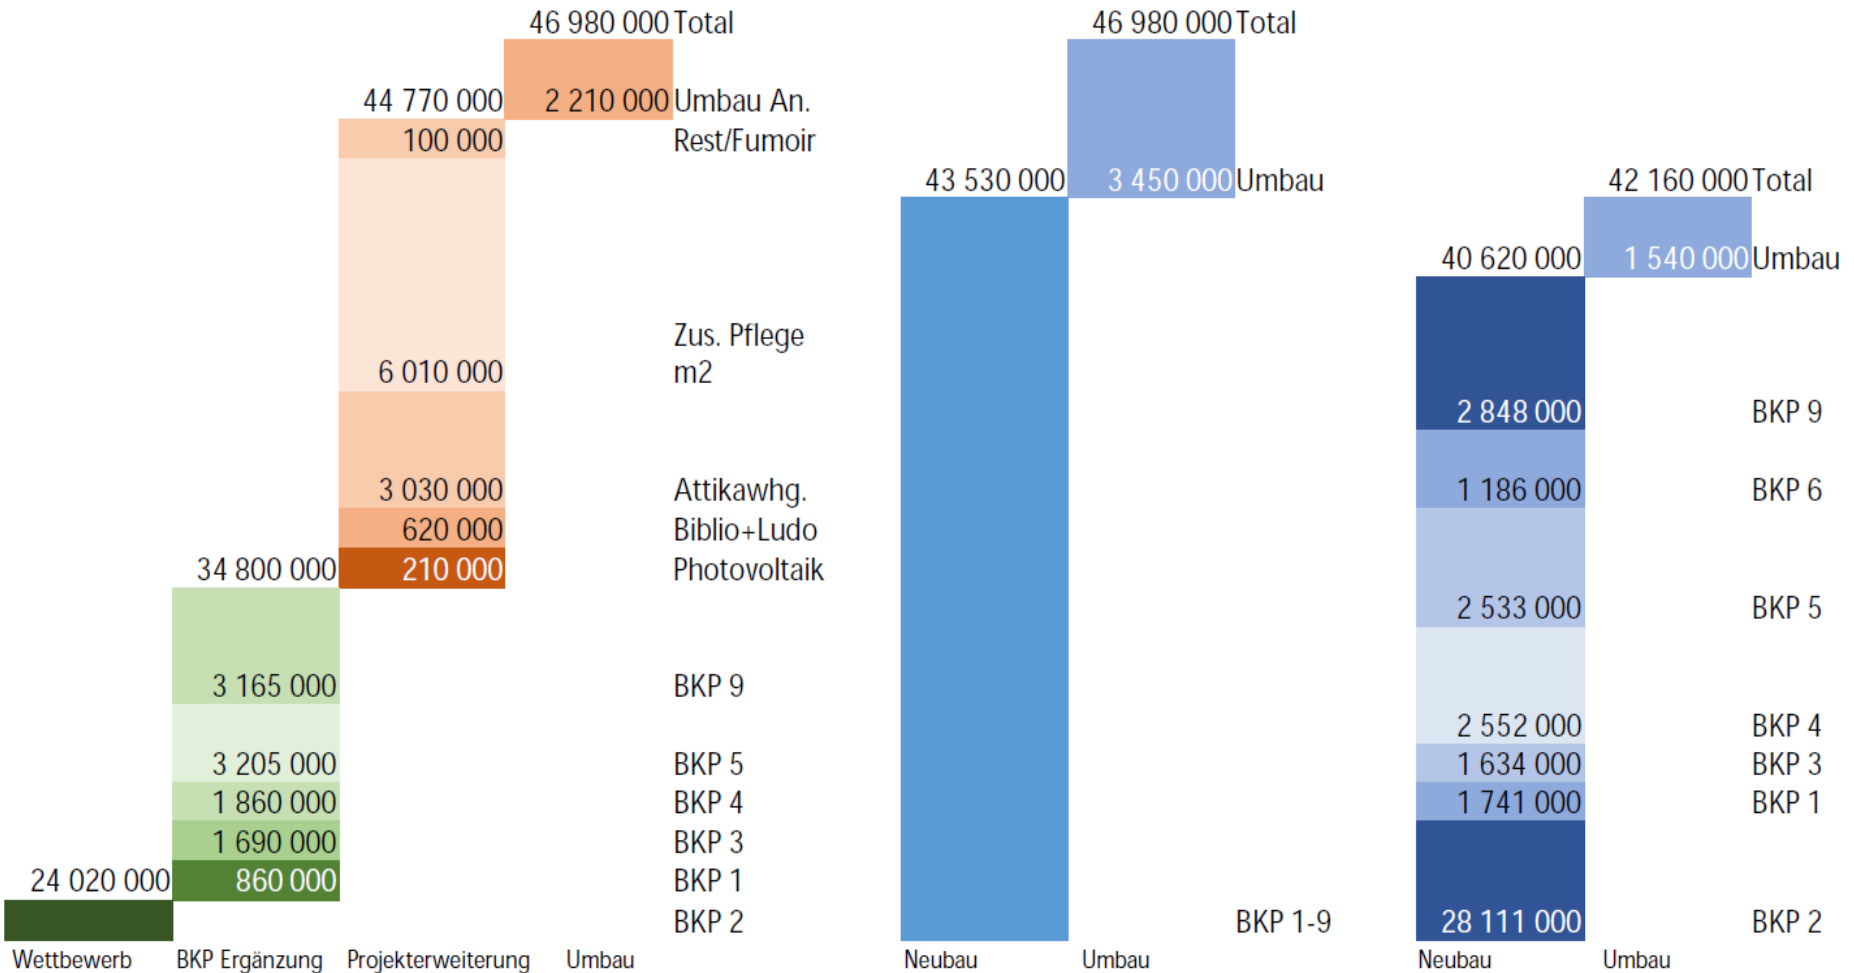 46 980 000 Total
44 770 000 2 210 000 Umbau An.
100 000 Rest/Fumoir
Zus. Pflege
6 010 000 m2
3 030 000 Attikawhg.
620 000 Biblio+Ludo
34 800 000 210 000 Photovoltaik
3 165 000 BKP 9
3 205 000 BKP 5
1 860 000 BKP 4
1 690 000 BKP 3
24 020 000 860 000 BKP 1
BKP 2
Wettbewerb BKP Ergänzung Projekterweiterung Umbau
46 980 000 Total
43 530 000 3 450 000 Umbau
BKP 1-9
Neubau Umbau
42 160 000 Total
40 620 000 1 540 000 Umbau
2 848 000 BKP 9
1 186 000 BKP 6
2 533 000 BKP 5
2 552 000 BKP 4
1 634 000 BKP 3
1 741 000 BKP 1
28 111 000 BKP 2
Neubau Umbau